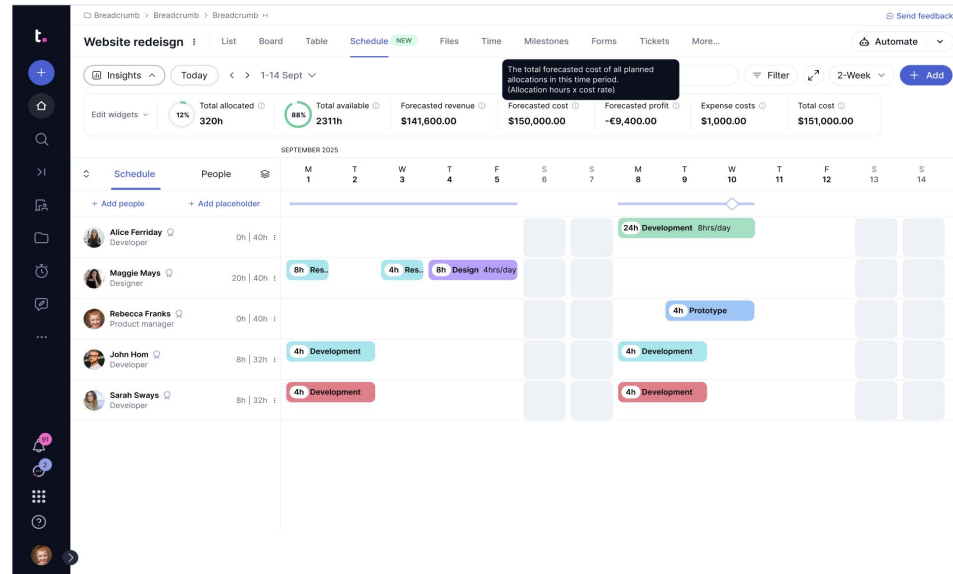 Breadcrumb > Breadcrumb > Breadcrumb
Send feedback
t.
Website redeisgn
List Board Table Schedule NEW Files Time Milestones Forms Tickets More...
Automate
Insights Today < > 1-14 Sept
Filter 2-Week + Add
The total forecasted cost of all planned
allocations in this time period.
(Allocation hours x cost rate)
Edit widgets
12% Total allocated 320h
88% Total available 2311h
Forecasted revenue $141,600.00
Forecasted cost $150,000.00
Forecasted profit -€9,400.00
Expense costs $1,000.00
Total cost $151,000.00
SEPTEMBER 2025
Schedule People
M T W T F S S M T W T F S S
1 2 3 4 5 6 7 8 9 10 11 12 13 14
+ Add people + Add placeholder
Alice Ferriday
Developer
0h | 40h
24h Development 8hrs/day
Maggie Mays
Designer
20h | 40h
8h Res.. 4h Res.. 8h Design 4hrs/day
Rebecca Franks
Product manager
0h | 40h
4h Prototype
John Hom
Developer
8h | 32h
4h Development 4h Development
Sarah Sways
Developer
8h | 32h
4h Development 4h Development
91
2